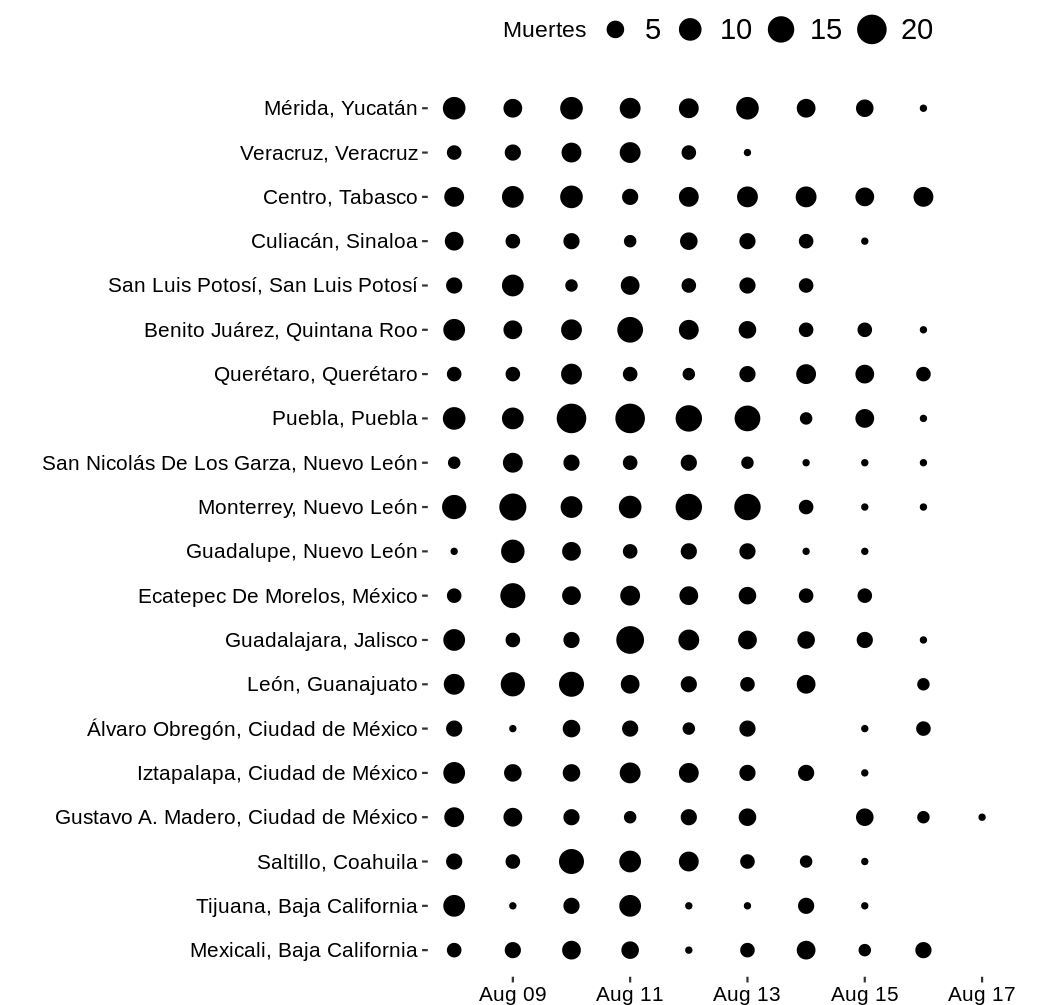 Muertes 5 10 15 20
Mérida, Yucatán
Veracruz, Veracruz
Centro, Tabasco
Culiacán, Sinaloa
San Luis Potosí, San Luis Potosí
Benito Juárez, Quintana Roo
Querétaro, Querétaro
Puebla, Puebla
San Nicolás De Los Garza, Nuevo León
Monterrey, Nuevo León
Guadalupe, Nuevo León
Ecatepec De Morelos, México
Guadalajara, Jalisco
León, Guanajuato
Álvaro Obregón, Ciudad de México
Iztapalapa, Ciudad de México
Gustavo A. Madero, Ciudad de México
Saltillo, Coahuila
Tijuana, Baja California
Mexicali, Baja California
Aug 09 Aug 11 Aug 13 Aug 15 Aug 17